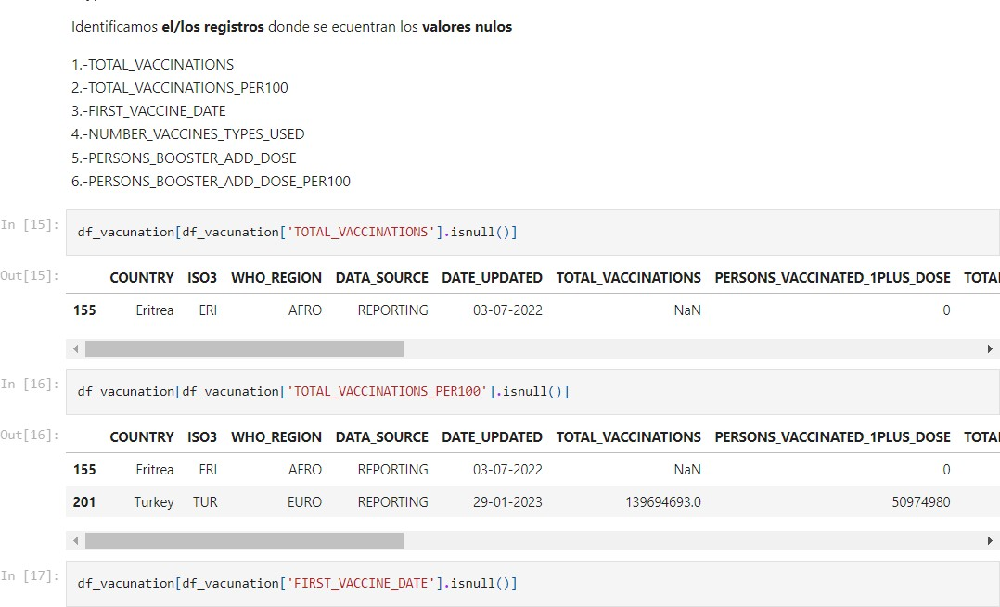 Identificamos el/los registros donde se ecuentran los valores nulos
1.-TOTAL_VACCINATIONS
2.-TOTAL_VACCINATIONS_PER100
3.-FIRST_VACCINE_DATE
4.-NUMBER_VACCINES_TYPES_USED
5.-PERSONS_BOOSTER_ADD_DOSE
6.-PERSONS_BOOSTER_ADD_DOSE_PER100
In [15]: df_vacunation[df_vacunation['TOTAL_VACCINATIONS'].isnull()]
Out[15]: COUNTRY ISO3 WHO_REGION DATA_SOURCE DATE_UPDATED TOTAL_VACCINATIONS PERSONS_VACCINATED_1PLUS_DOSE TOTAL
155 Eritrea ERI AFRO REPORTING 03-07-2022 NaN 0
In [16]: df_vacunation[df_vacunation['TOTAL_VACCINATIONS_PER100'].isnull()]
Out[16]: COUNTRY ISO3 WHO_REGION DATA_SOURCE DATE_UPDATED TOTAL_VACCINATIONS PERSONS_VACCINATED_1PLUS_DOSE TOTAL
155 Eritrea ERI AFRO REPORTING 03-07-2022 NaN 0
201 Turkey TUR EURO REPORTING 29-01-2023 139694693.0 50974980
In [17]: df_vacunation[df_vacunation['FIRST_VACCINE_DATE'].isnull()]